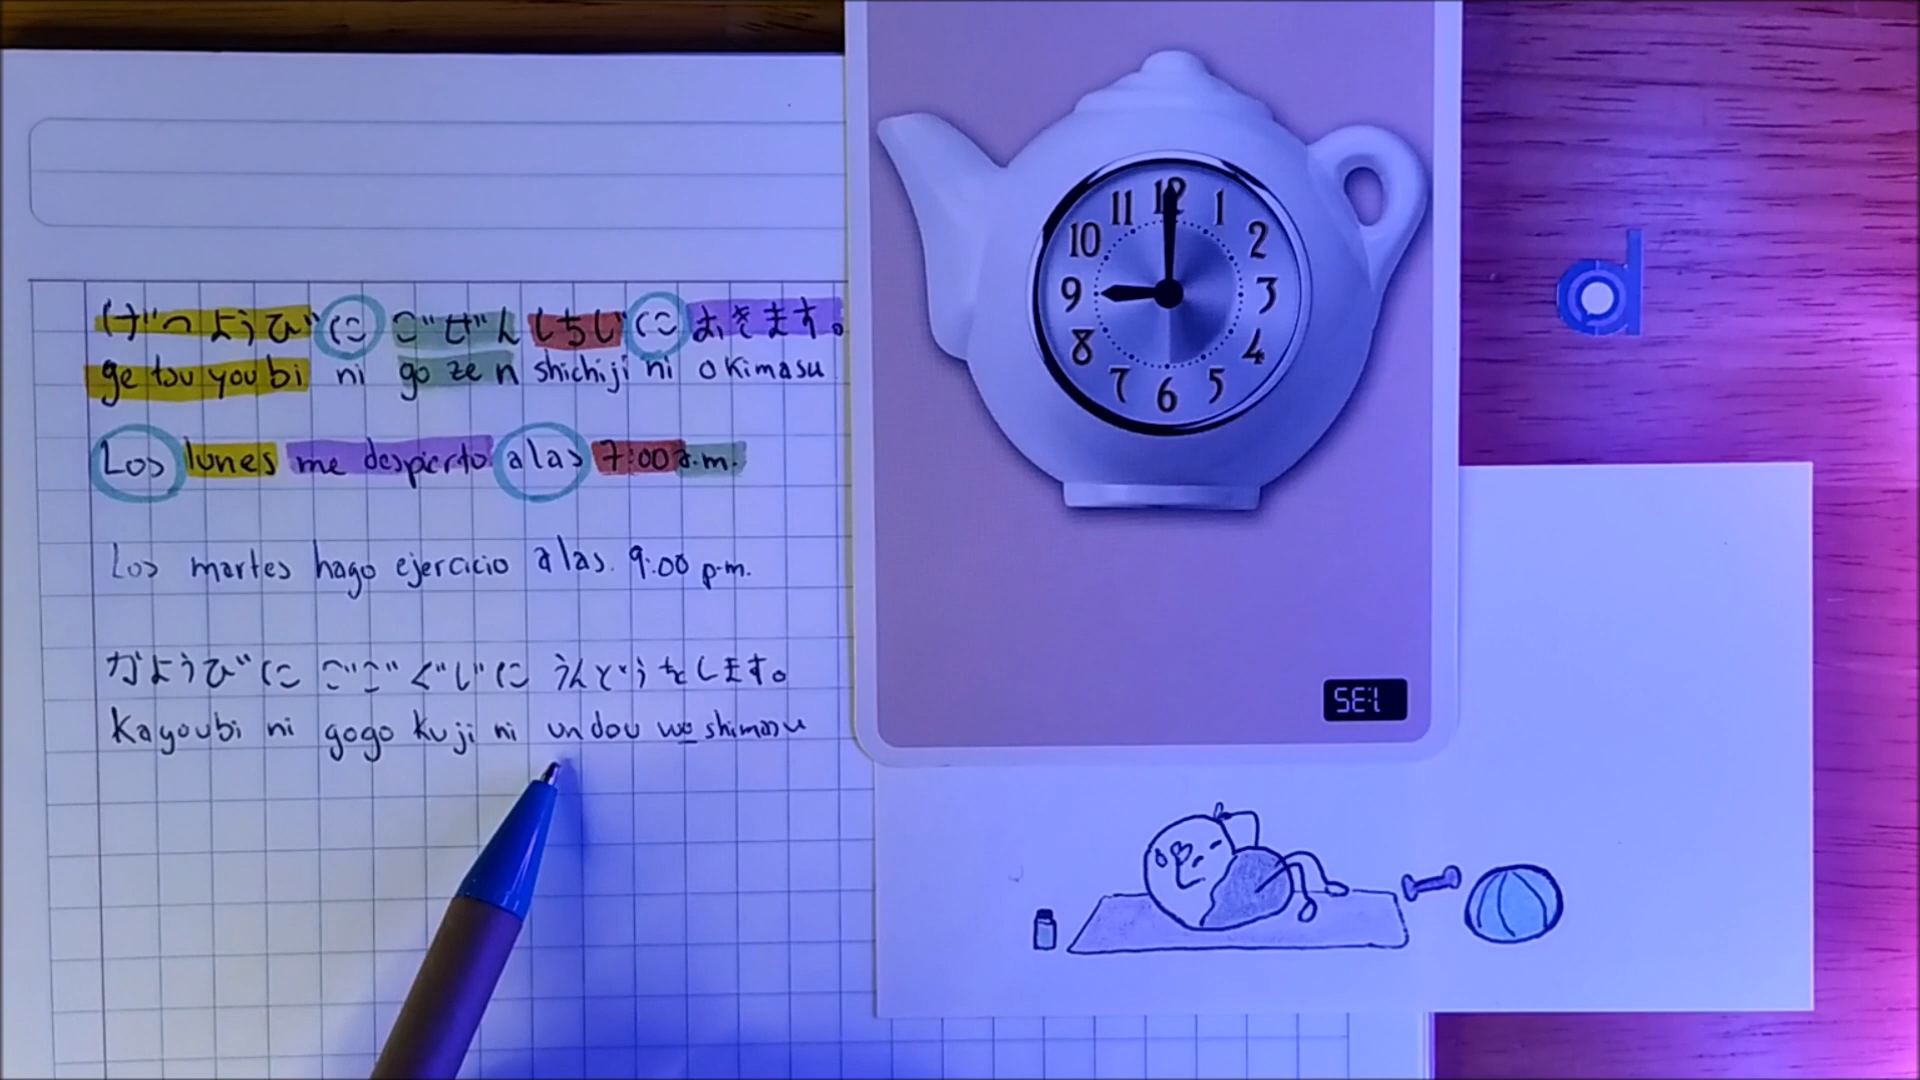 げつようび に ごぜん しちじ に おきます。
ge tsu you bi ni go ze n shichiji ni okimasu
Los lunes me despierto a las 7:00 a.m.
Los martes hago ejercicio a las 9:00 p.m.
かようびに ごご くじに うんどうをします。
Kayoubi ni gogo kuji ni undou wo shimasu
11 12 1
10 2
9 3
8 4
7 6 5
d